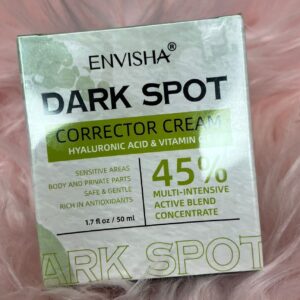 ENVISHA®
DARK SPOT
CORRECTOR CREAM
HYALURONIC ACID & VITAMIN
SENSITIVE AREAS
BODY AND PRIVATE PARTS
SAFE & GENTLE
RICH IN ANTIOXIDANTS
1.7 fl oz / 50 ml
45%
MULTI-INTENSIVE
ACTIVE BLEND
CONCENTRATE
ARK SPOT